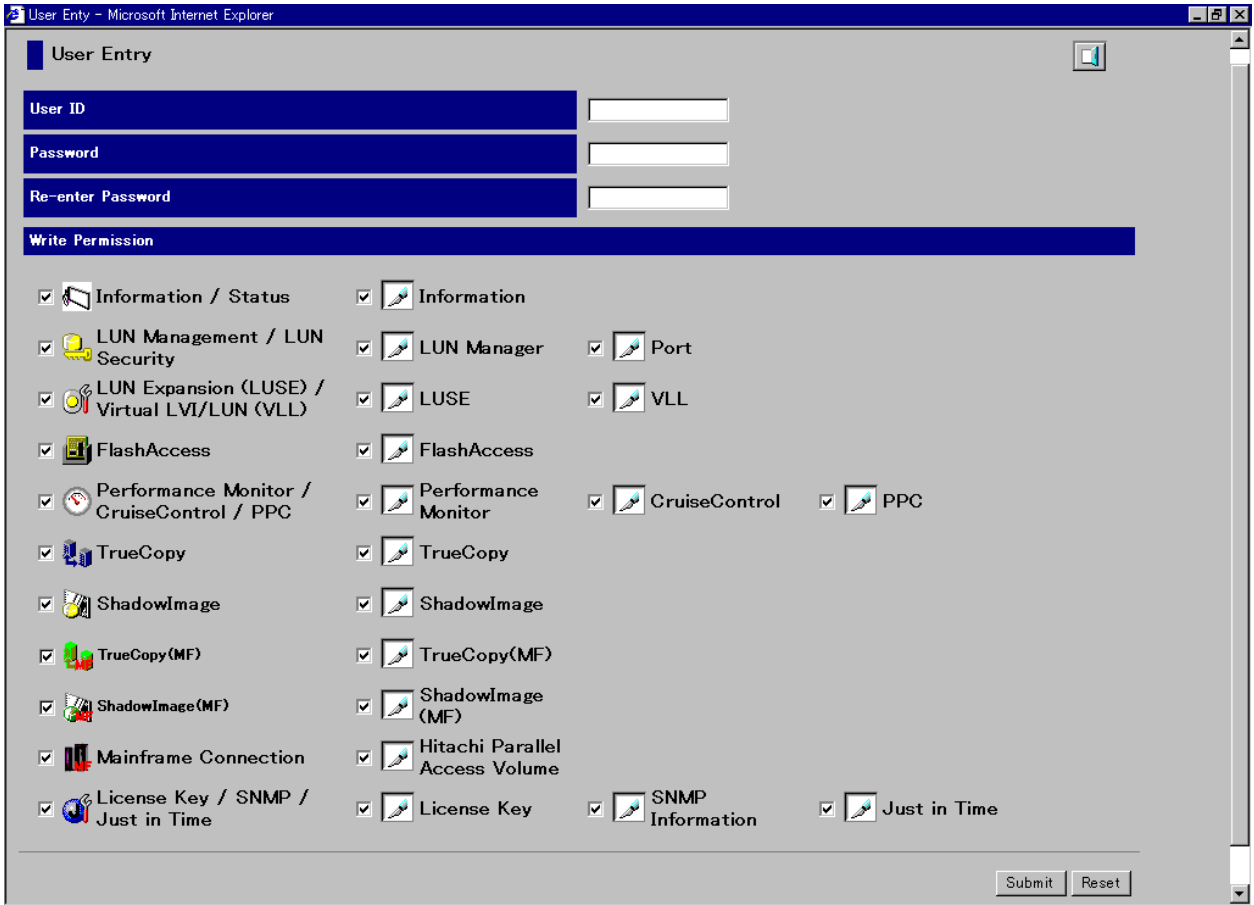 User Enty - Microsoft Internet Explorer
User Entry
User ID
Password
Re-enter Password
Write Permission
Information / Status
Information
LUN Management / LUN
Security
LUN Manager
Port
LUN Expansion (LUSE) /
Virtual LVI/LUN (VLL)
LUSE
VLL
FlashAccess
FlashAccess
Performance Monitor /
CruiseControl / PPC
Performance
Monitor
CruiseControl
PPC
TrueCopy
TrueCopy
ShadowImage
ShadowImage
TrueCopy(MF)
TrueCopy(MF)
ShadowImage(MF)
ShadowImage
(MF)
Mainframe Connection
Hitachi Parallel
Access Volume
License Key / SNMP /
Just in Time
License Key
SNMP
Information
Just in Time
Submit
Reset